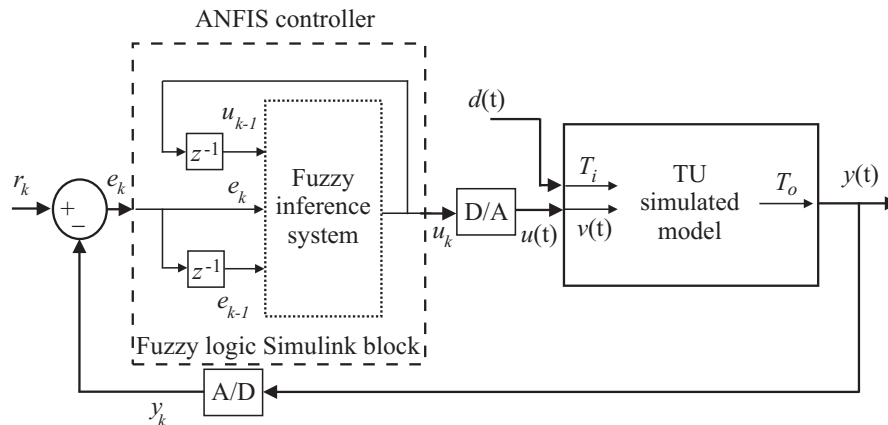 ANFIS controller
u_{k-1}
z^{-1}
r_k
e_k
+
−
e_k
Fuzzy
inference
system
z^{-1}
e_{k-1}
Fuzzy logic Simulink block
u_k
D/A
u(t)
d(t)
T_i
v(t)
TU
simulated
model
T_o
y(t)
A/D
y_k